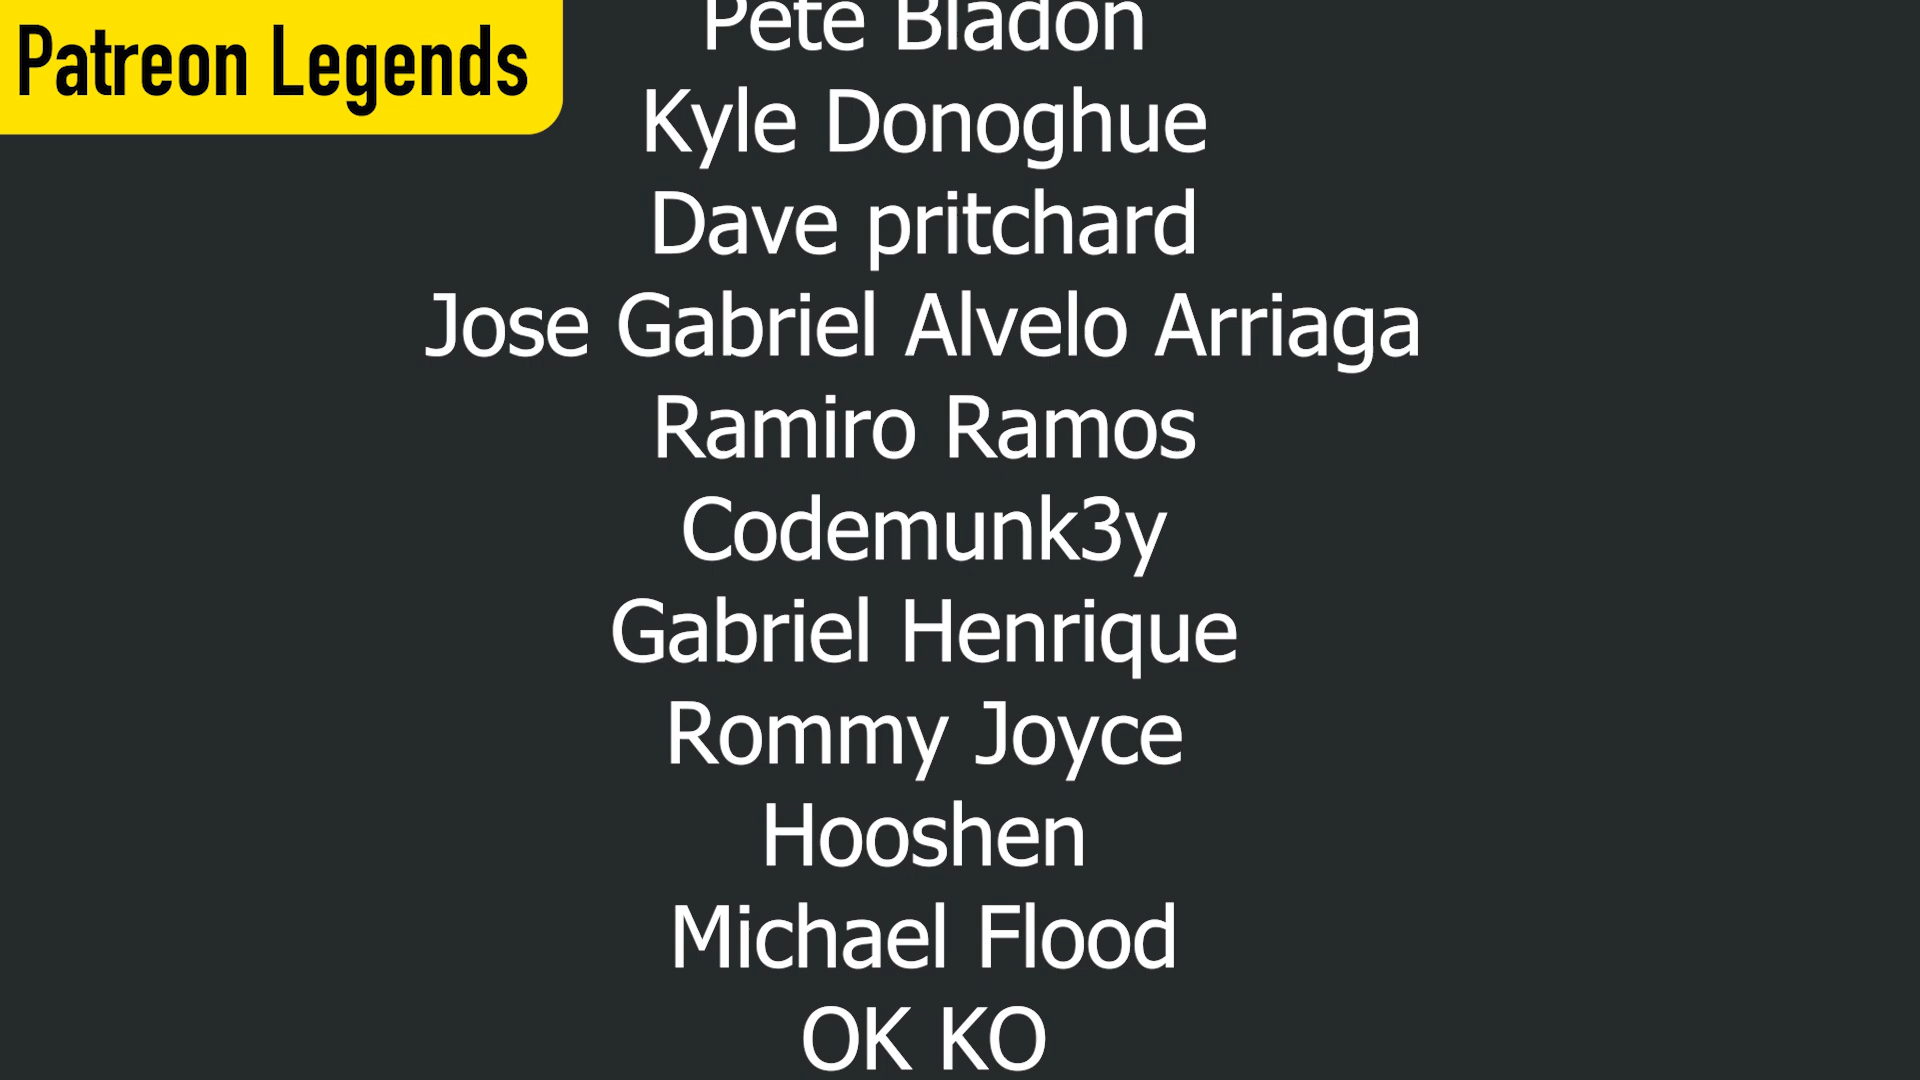 Patreon Legends
Pete Bladon
Kyle Donoghue
Dave pritchard
Jose Gabriel Alvelo Arriaga
Ramiro Ramos
Codemunk3y
Gabriel Henrique
Rommy Joyce
Hooshen
Michael Flood
OK KO